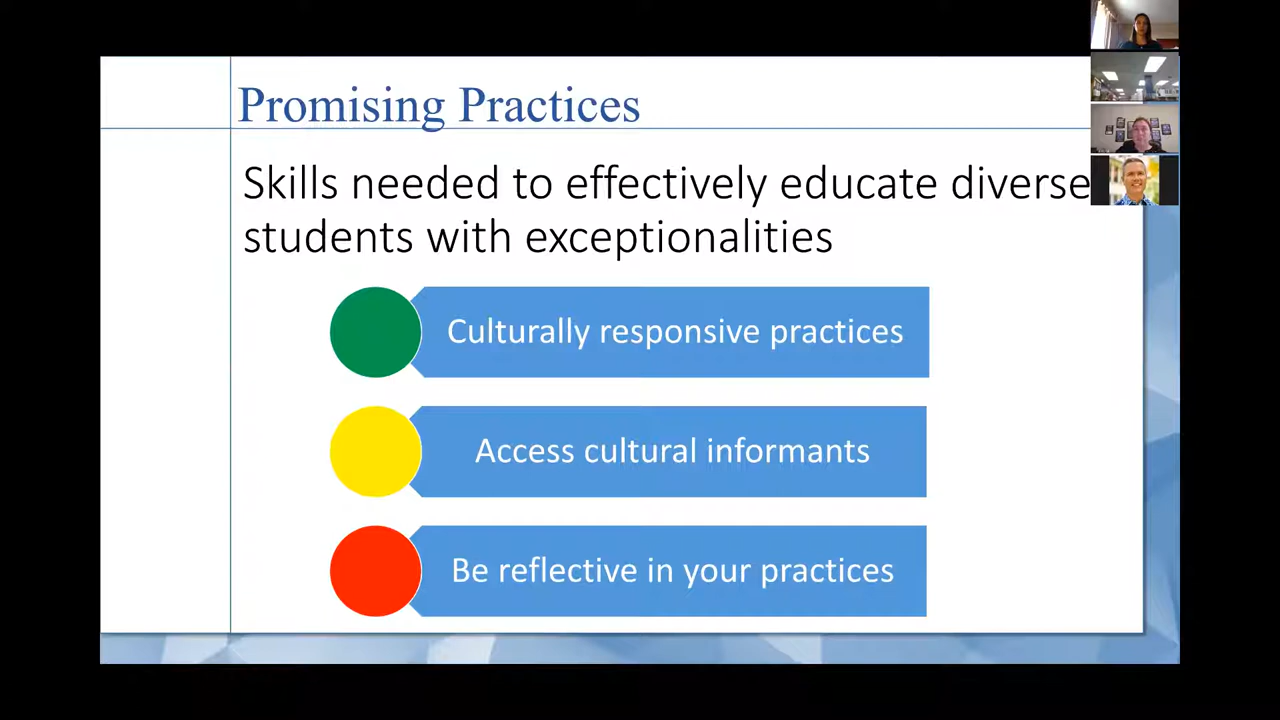 Promising Practices
Skills needed to effectively educate diverse
students with exceptionalities
Culturally responsive practices
Access cultural informants
Be reflective in your practices